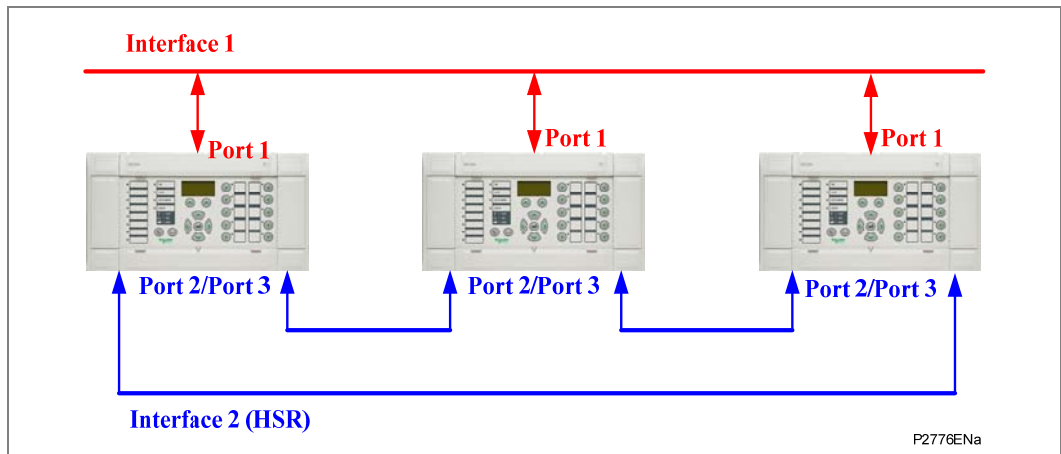 Interface 1
Port 1
Port 1
Port 1
Port 2/Port 3
Port 2/Port 3
Port 2/Port 3
Interface 2 (HSR)
P2776ENa